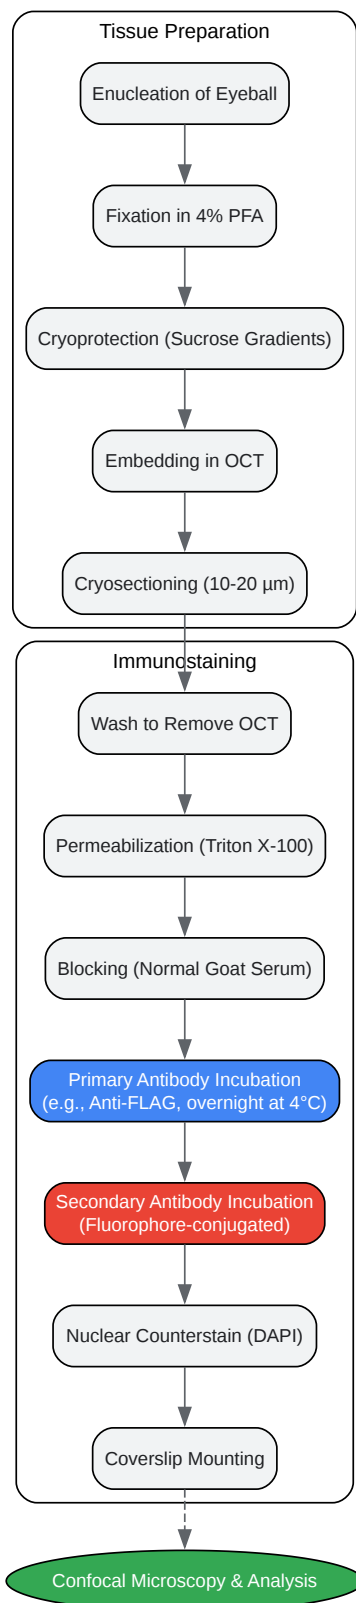 Tissue Preparation
Enucleation of Eyeball
Fixation in 4% PFA
Cryoprotection (Sucrose Gradients)
Embedding in OCT
Cryosectioning (10-20 µm)
Immunostaining
Wash to Remove OCT
Permeabilization (Triton X-100)
Blocking (Normal Goat Serum)
Primary Antibody Incubation
(e.g., Anti-FLAG, overnight at 4°C)
Secondary Antibody Incubation
(Fluorophore-conjugated)
Nuclear Counterstain (DAPI)
Coverslip Mounting
Confocal Microscopy & Analysis